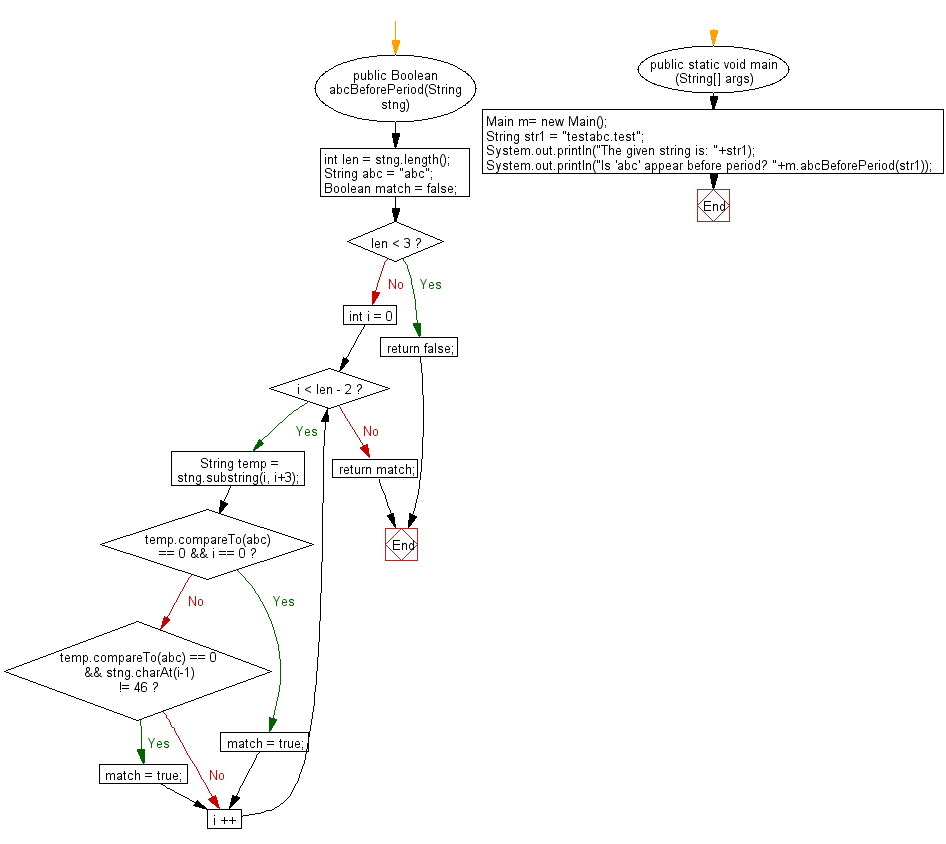 public Boolean
abcBeforePeriod(String
stng)
int len = stng.length();
String abc = "abc";
Boolean match = false;
len < 3 ?
No
Yes
int i = 0
return false;
i < len - 2 ?
Yes
No
String temp =
stng.substring(i, i+3);
return match;
temp.compareTo(abc)
== 0 && i == 0 ?
End
No
Yes
temp.compareTo(abc) == 0
&& stng.charAt(i-1)
!= 46 ?
Yes
No
match = true;
match = true;
i ++
public static void main
(String[] args)
Main m= new Main();
String str1 = "testabc.test";
System.out.println("The given string is: "+str1);
System.out.println("Is 'abc' appear before period? "+m.abcBeforePeriod(str1));
End